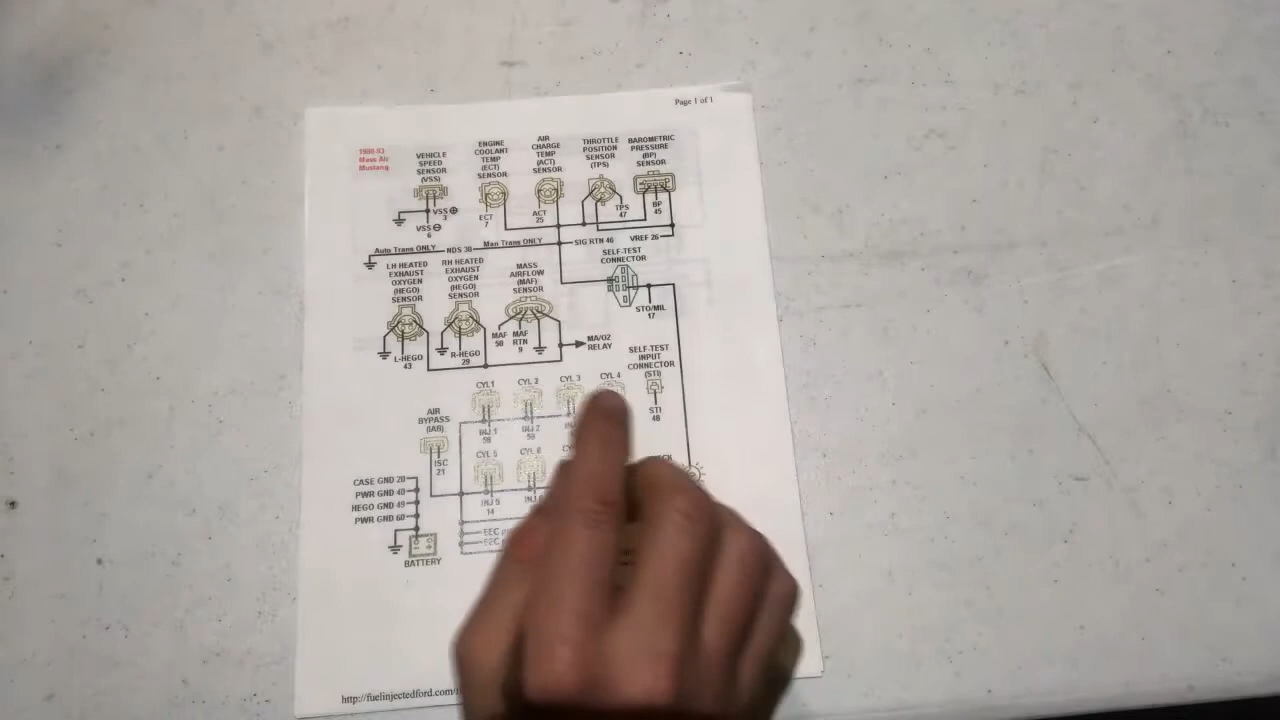 Page 1 of 1
Mass Air
Mustang
VEHICLE
SPEED
SENSOR
(VSS)
ENGINE
COOLANT
TEMP
(ECT)
SENSOR
AIR
CHARGE
TEMP
(ACT)
SENSOR
THROTTLE
POSITION
SENSOR
(TPS)
BAROMETRIC
PRESSURE
(BP)
SENSOR
VSS ⊕
3
VSS ⊖
6
ECT
7
ACT
25
TPS
47
BP
45
Auto Trans ONLY
NDS 30
Man Trans ONLY
SIG RTN 46
VREF 26
LH HEATED
EXHAUST
OXYGEN
(HEGO)
SENSOR
RH HEATED
EXHAUST
OXYGEN
(HEGO)
SENSOR
MASS
AIRFLOW
(MAF)
SENSOR
SELF-TEST
CONNECTOR
STO/MIL
17
L-HEGO
43
R-HEGO
29
MAF
50
MAF
RTN
9
MA/O2
RELAY
SELF-TEST
INPUT
CONNECTOR
(STI)
STI
48
CYL 1
CYL 2
CYL 3
CYL 4
INJ 1
58
INJ 2
59
AIR
BYPASS
(IAB)
ISC
21
CYL 5
CYL 6
INJ 5
14
CASE GND 20
PWR GND 40
HEGO GND 49
PWR GND 60
BATTERY
EEC
EEC
http://fuelinjectedford.com/